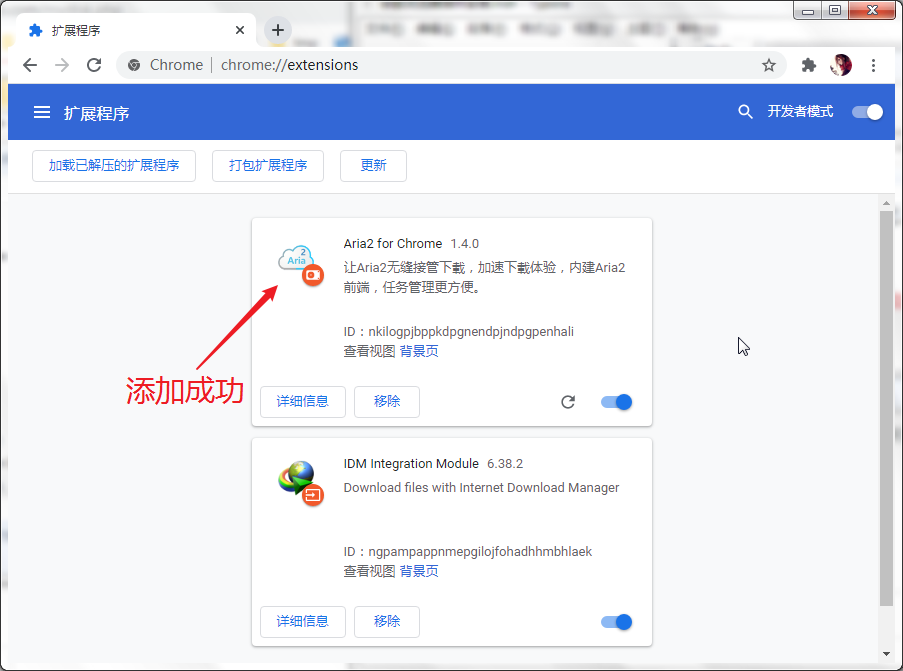 扩展程序
Chrome | chrome://extensions
扩展程序
开发者模式
加载已解压的扩展程序
打包扩展程序
更新
Aria2 for Chrome 1.4.0
让Aria2无缝接管下載，加速下載体验，内建Aria2
前端，任务管理更方便。
ID：nkilogpjbppkdpgnendpjndpgpenhali
查看视图 背景页
添加成功
详细信息
移除
IDM Integration Module 6.38.2
Download files with Internet Download Manager
ID：ngpampappnmepgilojfohadhhmbhlaek
查看视图 背景页
详细信息
移除
Aria
2